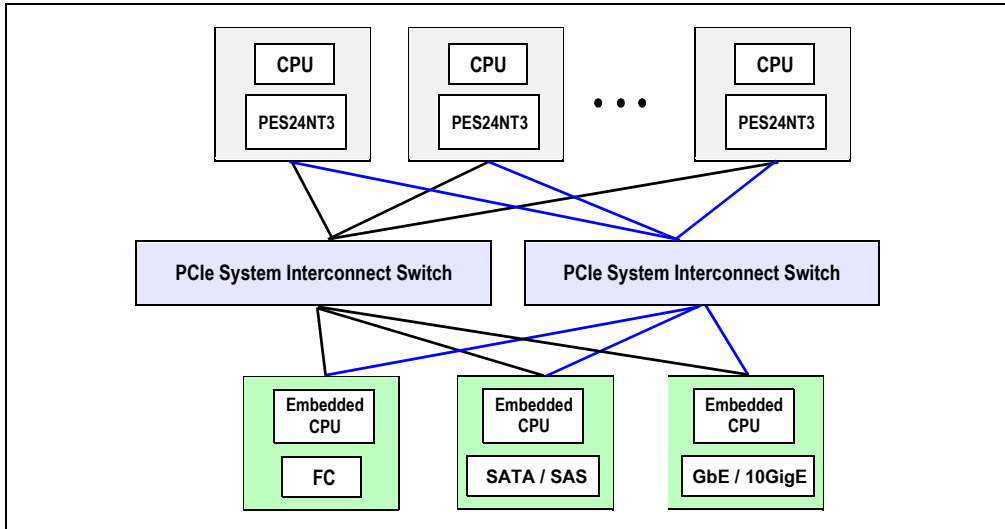 CPU
CPU
CPU
PES24NT3
PES24NT3
• • •
PES24NT3
PCIe System Interconnect Switch
PCIe System Interconnect Switch
Embedded
CPU
Embedded
CPU
Embedded
CPU
FC
SATA / SAS
GbE / 10GigE